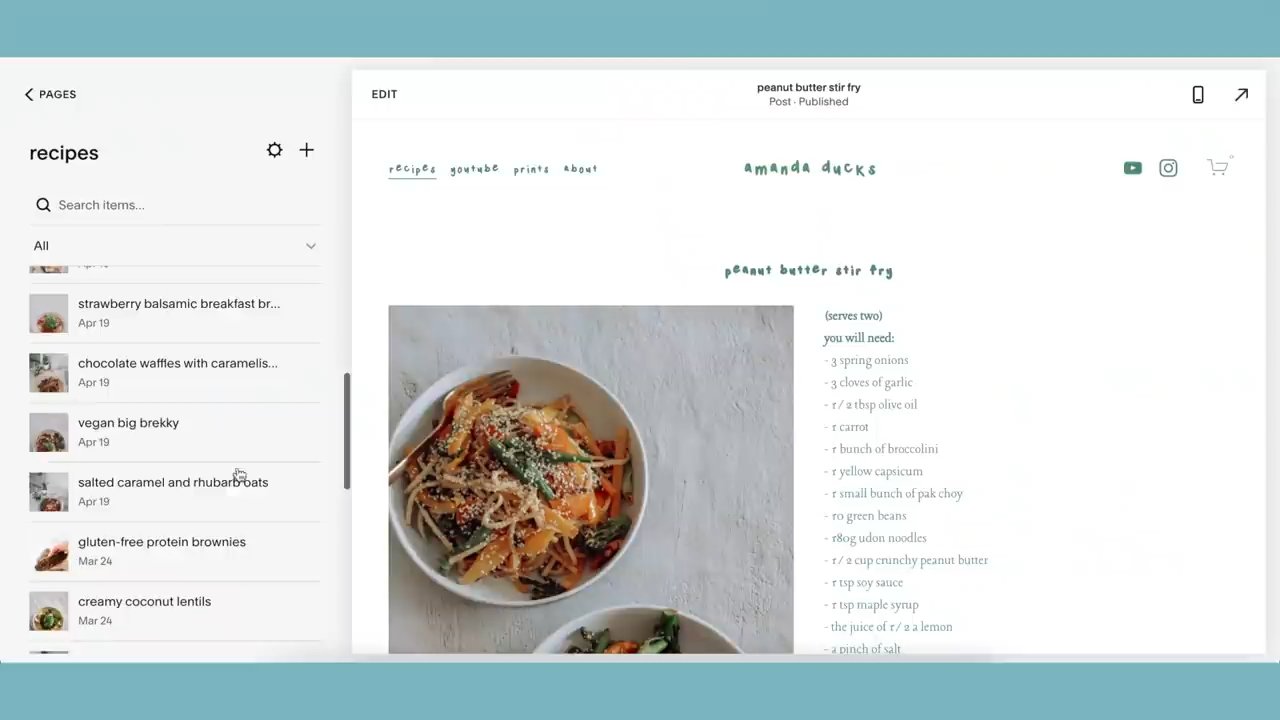 PAGES
EDIT
peanut butter stir fry
Post · Published
recipes
Search items...
All
strawberry balsamic breakfast br...
Apr 19
chocolate waffles with caramelis...
Apr 19
vegan big brekky
Apr 19
salted caramel and rhubarb oats
Apr 19
gluten-free protein brownies
Mar 24
creamy coconut lentils
Mar 24
recipes youtube prints about
amanda ducks
0
peanut butter stir fry
(serves two)
you will need:
- 3 spring onions
- 3 cloves of garlic
- 1/2 tbsp olive oil
- 1 carrot
- 1 bunch of broccolini
- 1 yellow capsicum
- 1 small bunch of pak choy
- 10 green beans
- 180g udon noodles
- 1/2 cup crunchy peanut butter
- 1 tsp soy sauce
- 1 tsp maple syrup
- the juice of 1/2 a lemon
- a pinch of salt